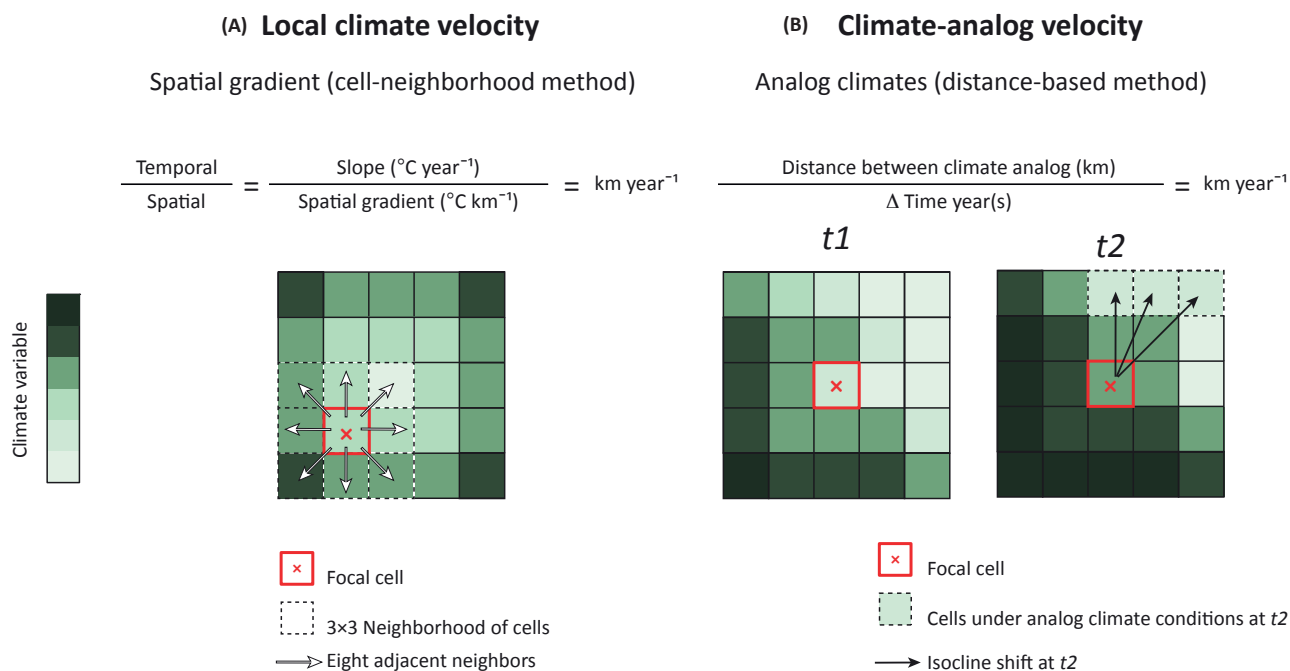 (A) Local climate velocity
Spatial gradient (cell-neighborhood method)
Temporal
Spatial
=
Slope (°C year⁻¹)
Spatial gradient (°C km⁻¹)
= km year⁻¹
Climate variable
×
× Focal cell
3×3 Neighborhood of cells
Eight adjacent neighbors
(B) Climate-analog velocity
Analog climates (distance-based method)
Distance between climate analog (km)
Δ Time year(s)
= km year⁻¹
t1
t2
×
×
× Focal cell
Cells under analog climate conditions at t2
Isocline shift at t2